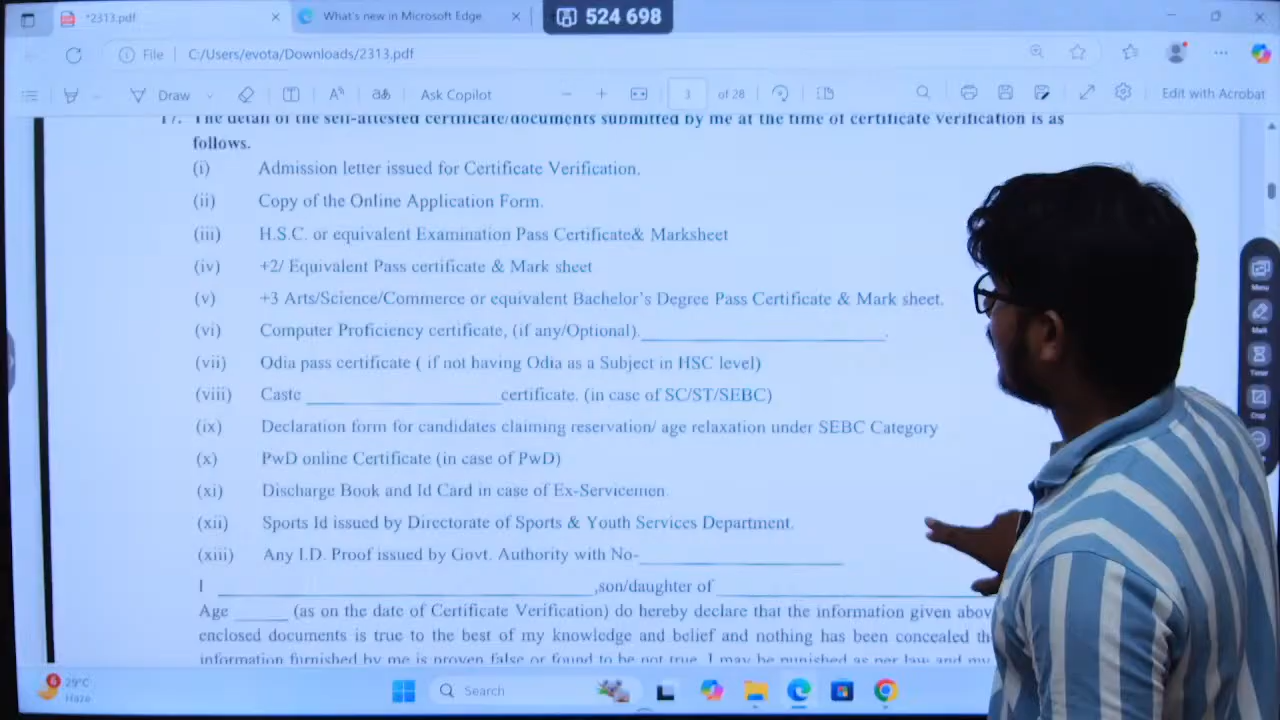 *2313.pdf
What's new in Microsoft Edge
524 698
File
C:/Users/evota/Downloads/2313.pdf
Draw
Ask Copilot
3
of 28
Edit with Acrobat
17. The detail of the self-attested certificate/documents submitted by me at the time of certificate verification is as
follows.
(i) Admission letter issued for Certificate Verification.
(ii) Copy of the Online Application Form.
(iii) H.S.C. or equivalent Examination Pass Certificate& Marksheet
(iv) +2/ Equivalent Pass certificate & Mark sheet
(v) +3 Arts/Science/Commerce or equivalent Bachelor's Degree Pass Certificate & Mark sheet.
(vi) Computer Proficiency certificate, (if any/Optional).____________________.
(vii) Odia pass certificate ( if not having Odia as a Subject in HSC level)
(viii) Caste ________________certificate. (in case of SC/ST/SEBC)
(ix) Declaration form for candidates claiming reservation/ age relaxation under SEBC Category
(x) PwD online Certificate (in case of PwD)
(xi) Discharge Book and Id Card in case of Ex-Servicemen.
(xii) Sports Id issued by Directorate of Sports & Youth Services Department.
(xiii) Any I.D. Proof issued by Govt. Authority with No-________________
I ______________________________,son/daughter of ______________________
Age _____ (as on the date of Certificate Verification) do hereby declare that the information given
enclosed documents is true to the best of my knowledge and belief and nothing has been concealed
information furnished by me is proven false or found to be not true, I may be punished as per law and my
Menu
Timer
Crop
6
29°C
Haze
Search